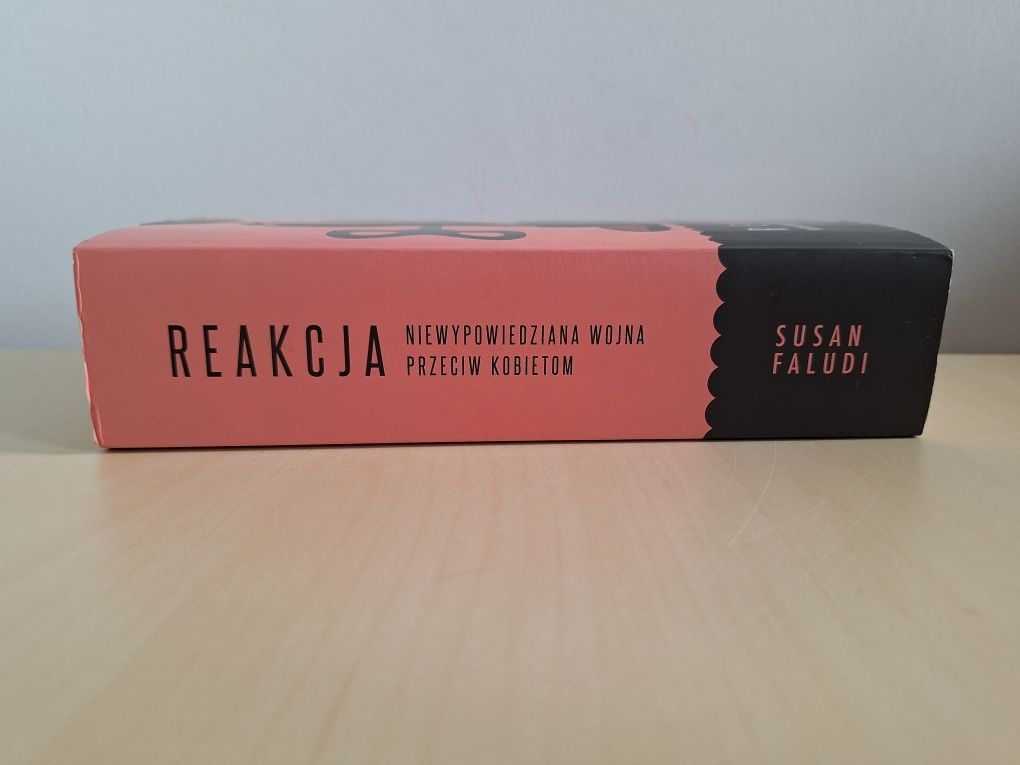 REAKCJA
NIEWYPOWIEDZIANA WOJNA
PRZECIW KOBIETOM
SUSAN
FALUDI